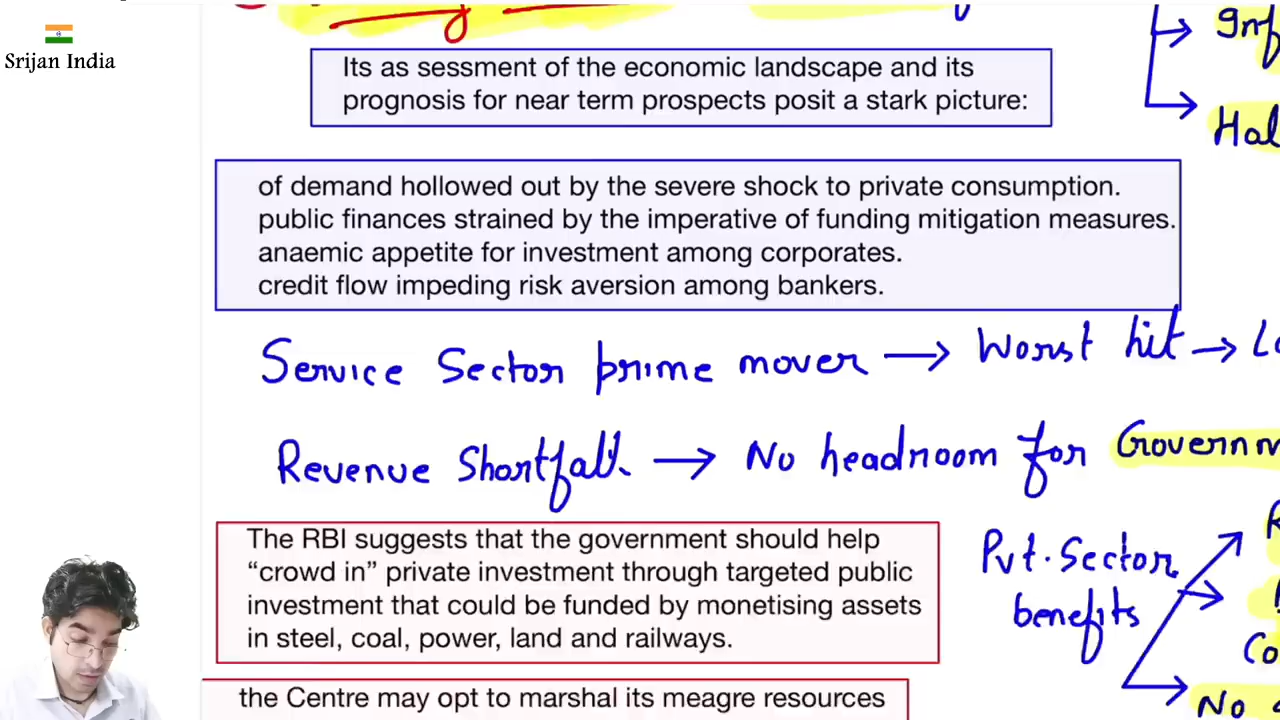 Srijan India
Its as sessment of the economic landscape and its
prognosis for near term prospects posit a stark picture:
of demand hollowed out by the severe shock to private consumption.
public finances strained by the imperative of funding mitigation measures.
anaemic appetite for investment among corporates.
credit flow impeding risk aversion among bankers.
Service Sector prime mover → Worst hit →
Revenue Shortfall → No headroom for Governm
The RBI suggests that the government should help
“crowd in” private investment through targeted public
investment that could be funded by monetising assets
in steel, coal, power, land and railways.
Pvt. Sector
benefits
No
the Centre may opt to marshal its meagre resources